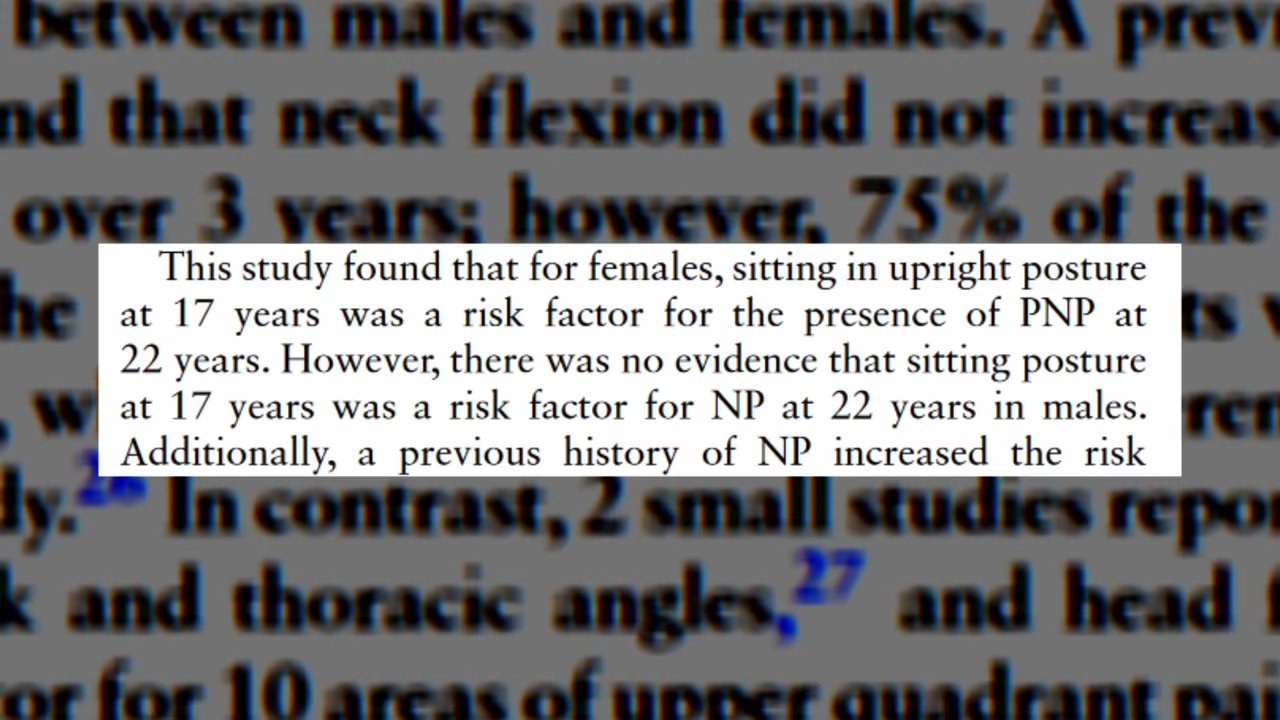 between males and females. A
nd that neck flexion did not
over 3 years; however, 75% of the
This study found that for females, sitting in upright posture
at 17 years was a risk factor for the presence of PNP at
22 years. However, there was no evidence that sitting posture
at 17 years was a risk factor for NP at 22 years in males.
Additionally, a previous history of NP increased the risk
dy.26 In contrast, 2 small studies repor
k and thoracic angles,27 and head
or for 10 areas of upper quadrant pai